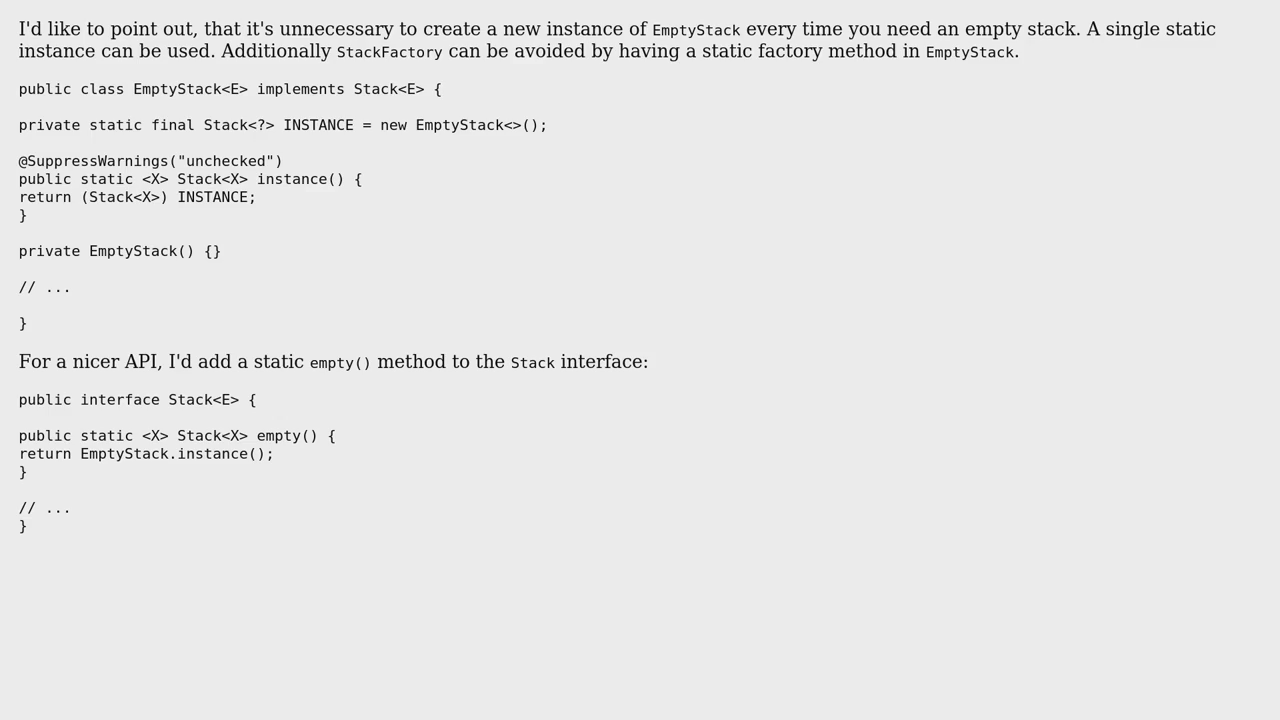 I'd like to point out, that it's unnecessary to create a new instance of EmptyStack every time you need an empty stack. A single static
instance can be used. Additionally StackFactory can be avoided by having a static factory method in EmptyStack.
public class EmptyStack<E> implements Stack<E> {
private static final Stack<?> INSTANCE = new EmptyStack<>();
@SuppressWarnings("unchecked")
public static <X> Stack<X> instance() {
return (Stack<X>) INSTANCE;
}
private EmptyStack() {}
// ...
}
For a nicer API, I'd add a static empty() method to the Stack interface:
public interface Stack<E> {
public static <X> Stack<X> empty() {
return EmptyStack.instance();
}
// ...
}